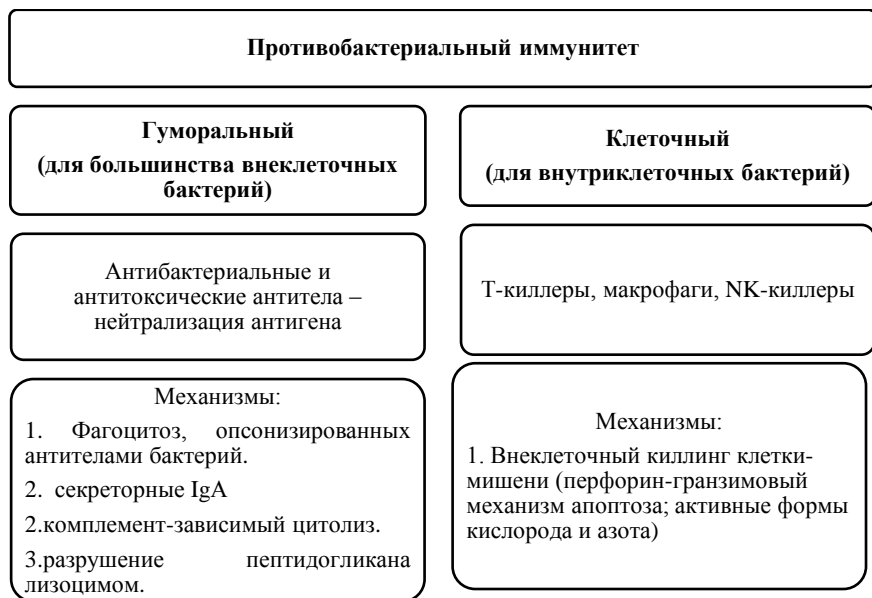 Противобактериальный иммунитет
Гуморальный
(для большинства внеклеточных
бактерий)
Клеточный
(для внутриклеточных бактерий)
Антибактериальные и
антитоксические антитела –
нейтрализация антигена
Т-киллеры, макрофаги, NK-киллеры
Механизмы:
1. Фагоцитоз, опсонизированных
антителами бактерий.
2. секреторные IgA
2.комплемент-зависимый цитолиз.
3.разрушение пептидогликана
лизоцимом.
Механизмы:
1. Внеклеточный киллинг клетки-
мишени (перфорин-гранзимовый
механизм апоптоза; активные формы
кислорода и азота)